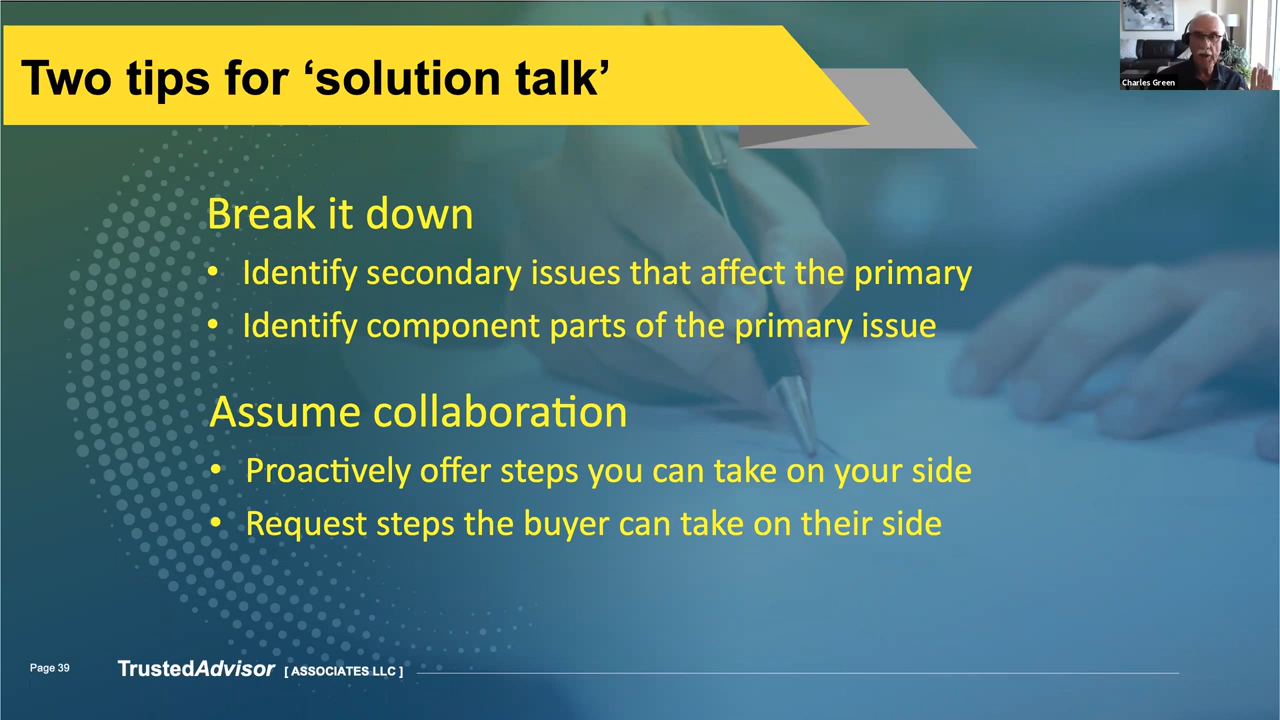 Two tips for ‘solution talk’
Charles Green
Break it down
• Identify secondary issues that affect the primary
• Identify component parts of the primary issue
Assume collaboration
• Proactively offer steps you can take on your side
• Request steps the buyer can take on their side
Page 39
TrustedAdvisor [ ASSOCIATES LLC ]